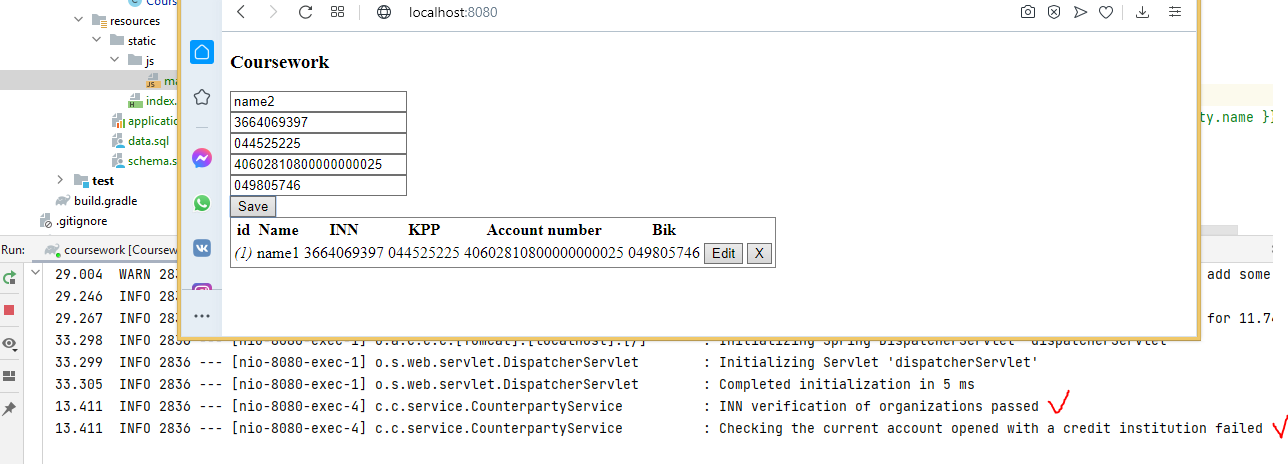 Cours
resources
static
localhost:8080
js
Coursework
ma
index.
name2
applicatio
3664069397
ty.name }}
data.sql
044525225
schema.s
40602810800000000025
test
049805746
build.gradle
Save
.gitignore
id Name INN KPP Account number Bik
Run: coursework [Coursew
(1) name1 3664069397 044525225 40602810800000000025 049805746 Edit X
29.004 WARN 283 add some
29.246 INFO 283
29.267 INFO 283 for 11.76
33.298 INFO 2836 --- [nio-8080-exec-1] o.a.c.c.C.[Tomcat].[localhost].[/] : Initializing Spring DispatcherServlet 'dispatcherServlet'
33.299 INFO 2836 --- [nio-8080-exec-1] o.s.web.servlet.DispatcherServlet : Initializing Servlet 'dispatcherServlet'
33.305 INFO 2836 --- [nio-8080-exec-1] o.s.web.servlet.DispatcherServlet : Completed initialization in 5 ms
13.411 INFO 2836 --- [nio-8080-exec-4] c.c.service.CounterpartyService : INN verification of organizations passed
13.411 INFO 2836 --- [nio-8080-exec-4] c.c.service.CounterpartyService : Checking the current account opened with a credit institution failed